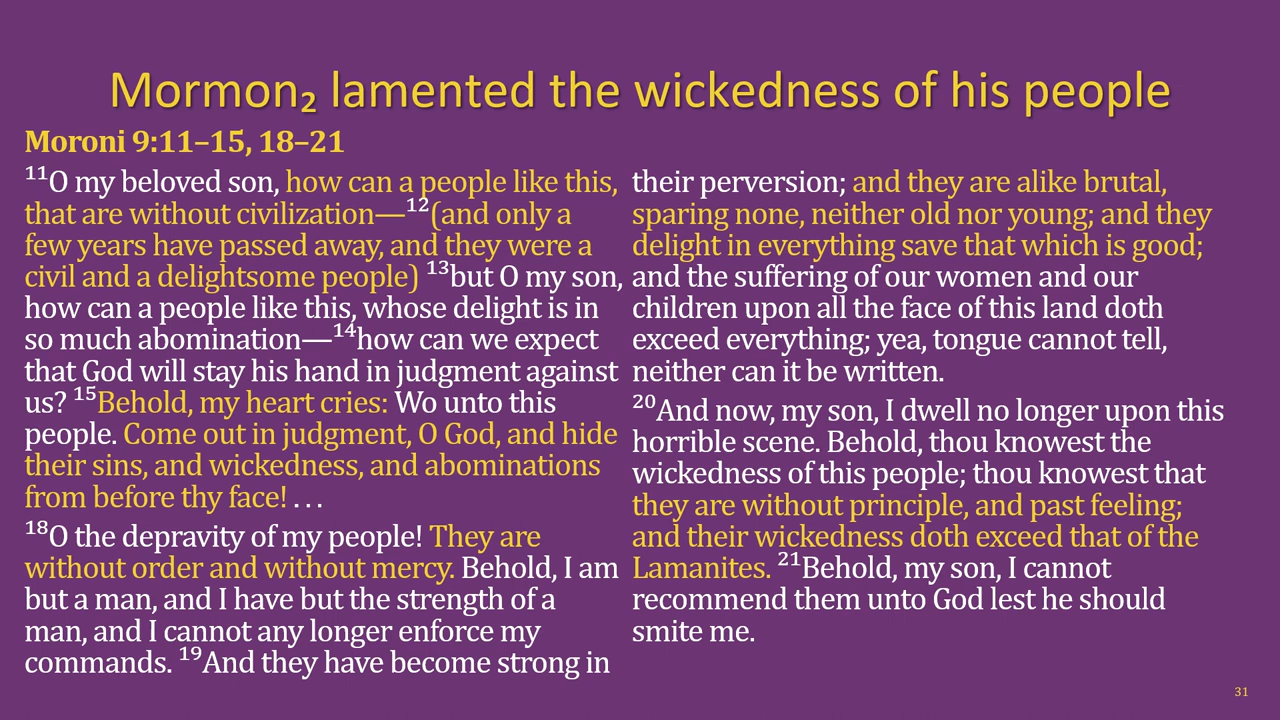 Mormon₂ lamented the wickedness of his people
Moroni 9:11–15, 18–21
¹¹O my beloved son, how can a people like this,
that are without civilization—¹²(and only a
few years have passed away, and they were a
civil and a delightsome people) ¹³but O my son,
how can a people like this, whose delight is in
so much abomination—¹⁴how can we expect
that God will stay his hand in judgment against
us? ¹⁵Behold, my heart cries: Wo unto this
people. Come out in judgment, O God, and hide
their sins, and wickedness, and abominations
from before thy face! . . .
¹⁸O the depravity of my people! They are
without order and without mercy. Behold, I am
but a man, and I have but the strength of a
man, and I cannot any longer enforce my
commands. ¹⁹And they have become strong in
their perversion; and they are alike brutal,
sparing none, neither old nor young; and they
delight in everything save that which is good;
and the suffering of our women and our
children upon all the face of this land doth
exceed everything; yea, tongue cannot tell,
neither can it be written.
²⁰And now, my son, I dwell no longer upon this
horrible scene. Behold, thou knowest the
wickedness of this people; thou knowest that
they are without principle, and past feeling;
and their wickedness doth exceed that of the
Lamanites. ²¹Behold, my son, I cannot
recommend them unto God lest he should
smite me.
31